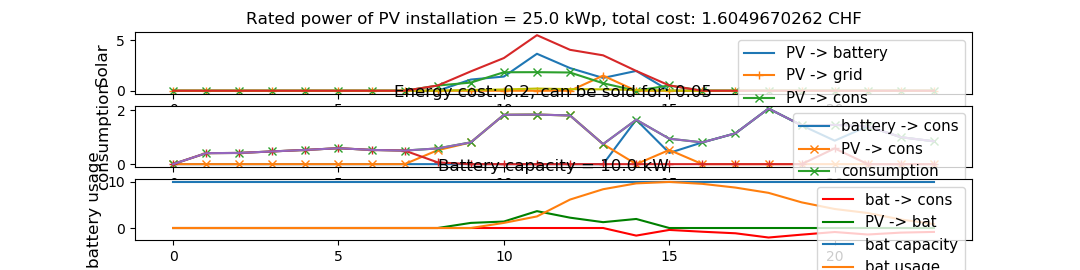 Rated power of PV installation = 25.0 kWp, total cost: 1.6049670262 CHF
Solar
5
0
PV -> battery
PV -> grid
PV -> cons
0
5
10
15
Energy cost: 0.2, can be sold for: 0.05
consumption
2
0
battery -> cons
PV -> cons
consumption
Battery capacity = 10.0 kW
battery usage
10
0
bat -> cons
PV -> bat
bat capacity
bat usage
0
5
10
15
20